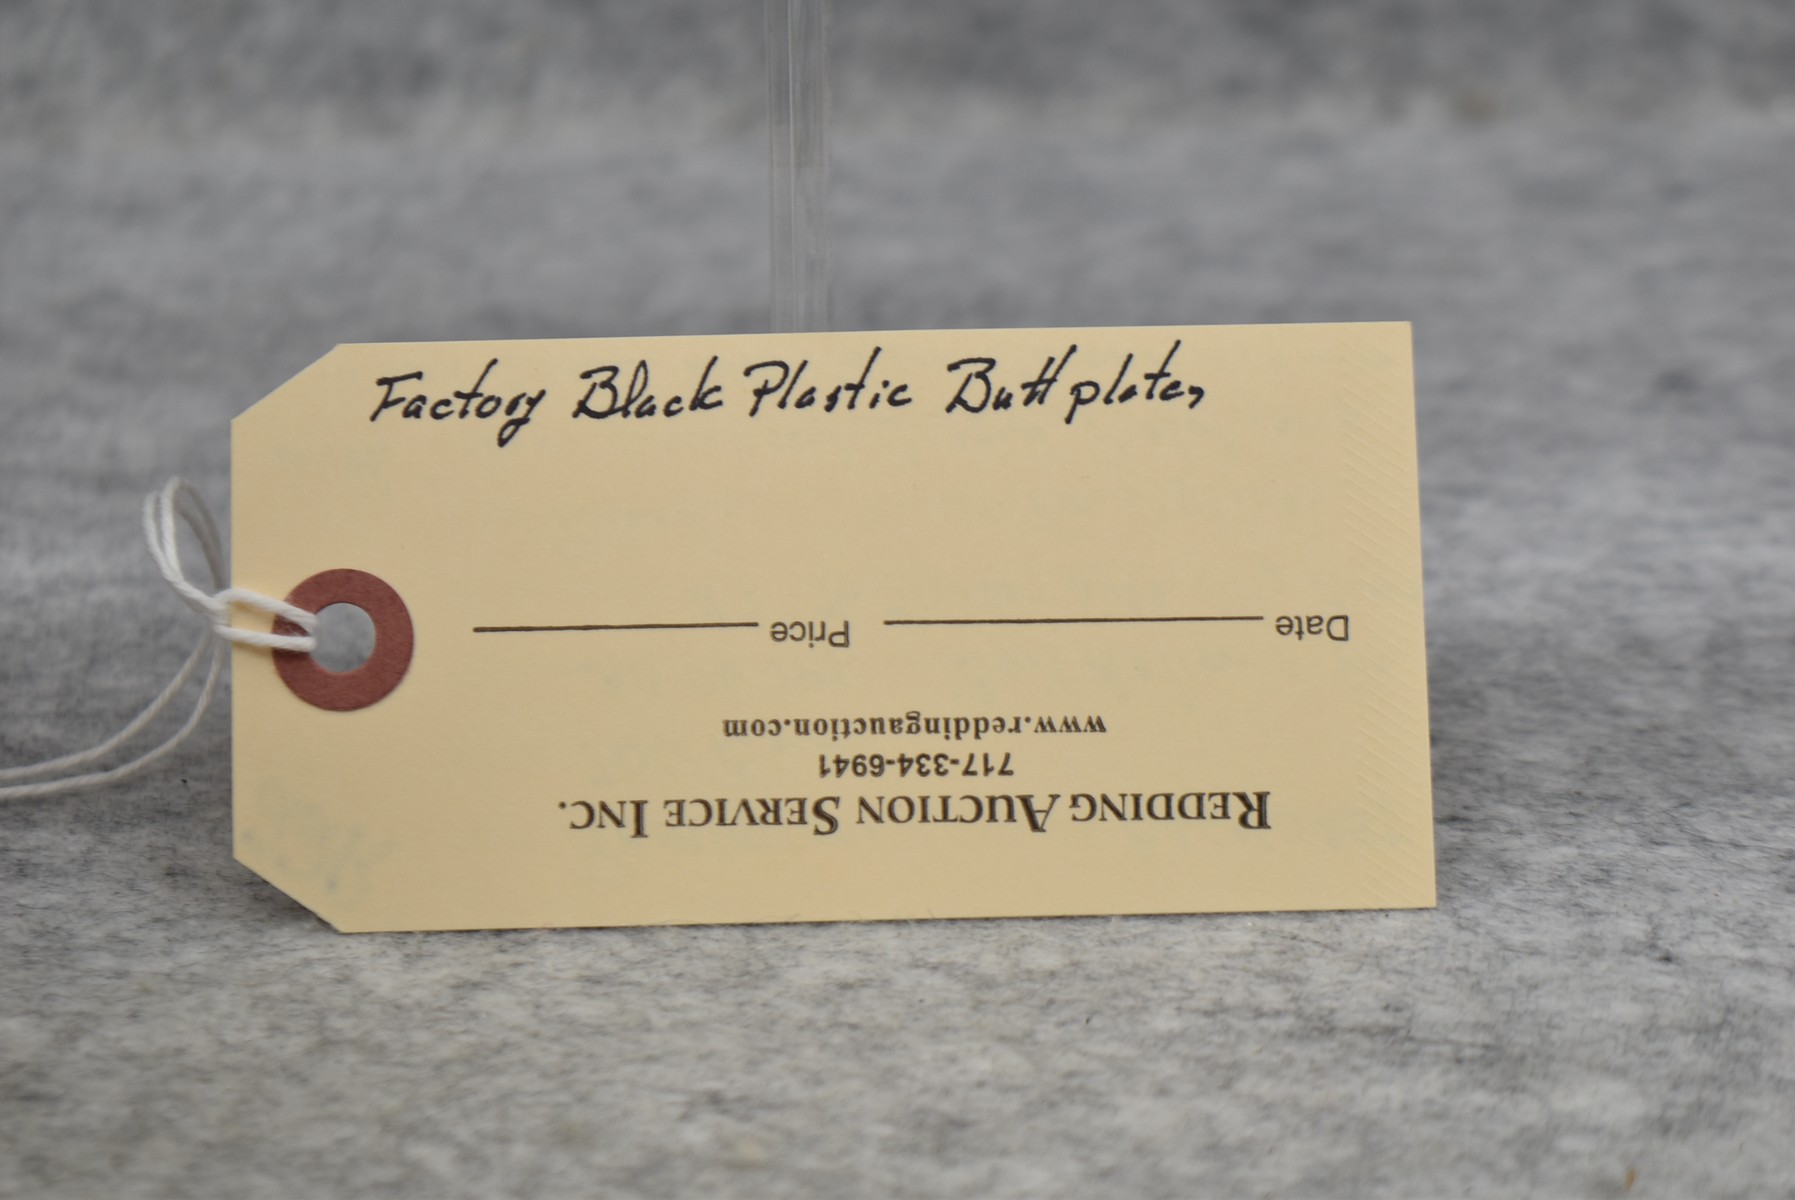 Factory Black Plastic Buttplates
REDDING AUCTION SERVICE INC.
717-334-6941
www.reddingauction.com
Date Price